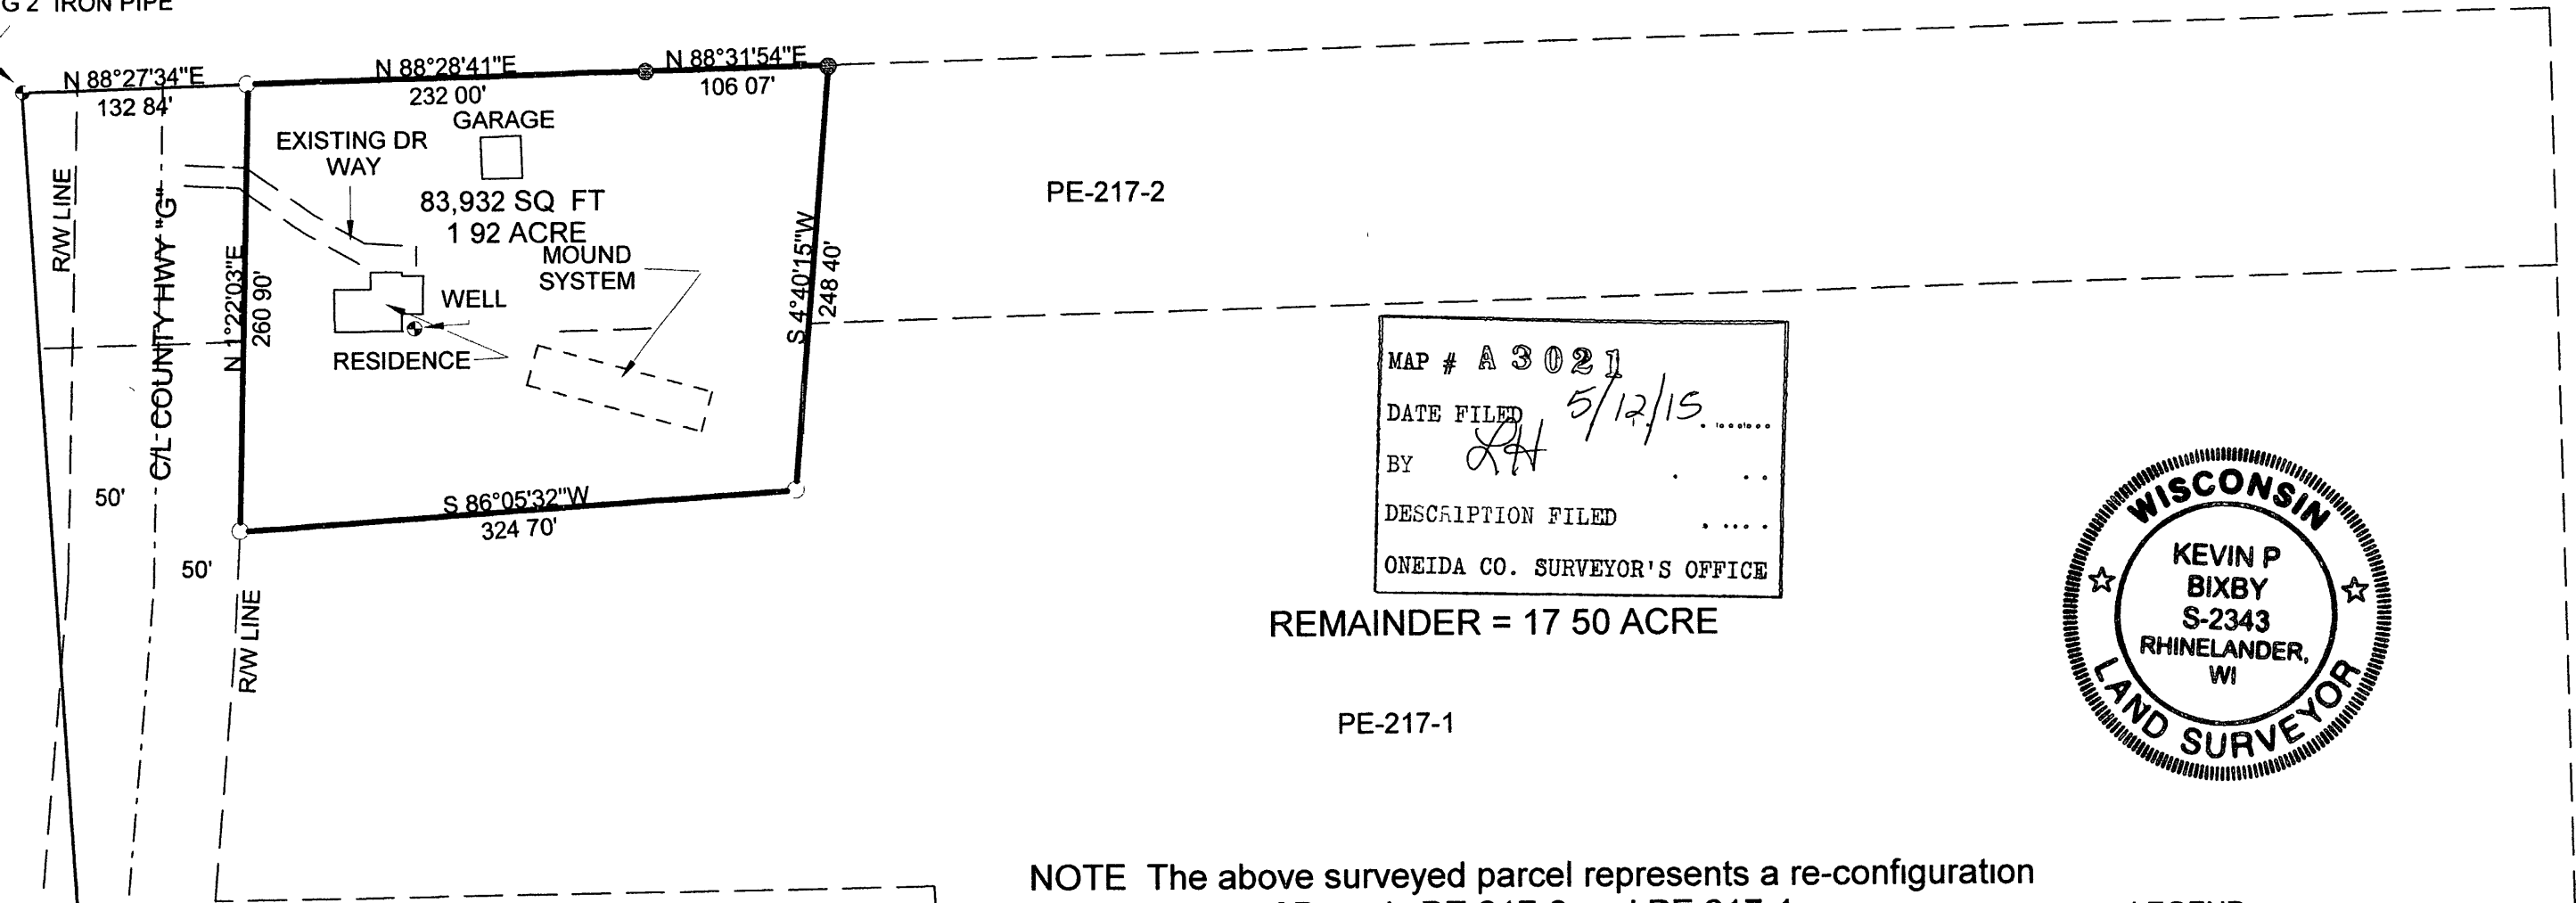 G 2" IRON PIPE
N 88°27'34"E
132 84'
N 88°28'41"E
232 00'
N 88°31'54"E
106 07'
GARAGE
EXISTING DR
WAY
83,932 SQ FT
1 92 ACRE
MOUND
SYSTEM
WELL
RESIDENCE
R/W LINE
C/L COUNTY HWY "G"
N 1°22'03"E
260 90'
S 4°40'15"W
248 40'
S 86°05'32"W
324 70'
50'
50'
R/W LINE
PE-217-2
MAP # A 3021
DATE FILED 5/12/15
BY LH
DESCRIPTION FILED
ONEIDA CO. SURVEYOR'S OFFICE
REMAINDER = 17 50 ACRE
PE-217-1
WISCONSIN
KEVIN P
BIXBY
S-2343
RHINELANDER,
WI
LAND SURVEYOR
NOTE The above surveyed parcel represents a re-configuration